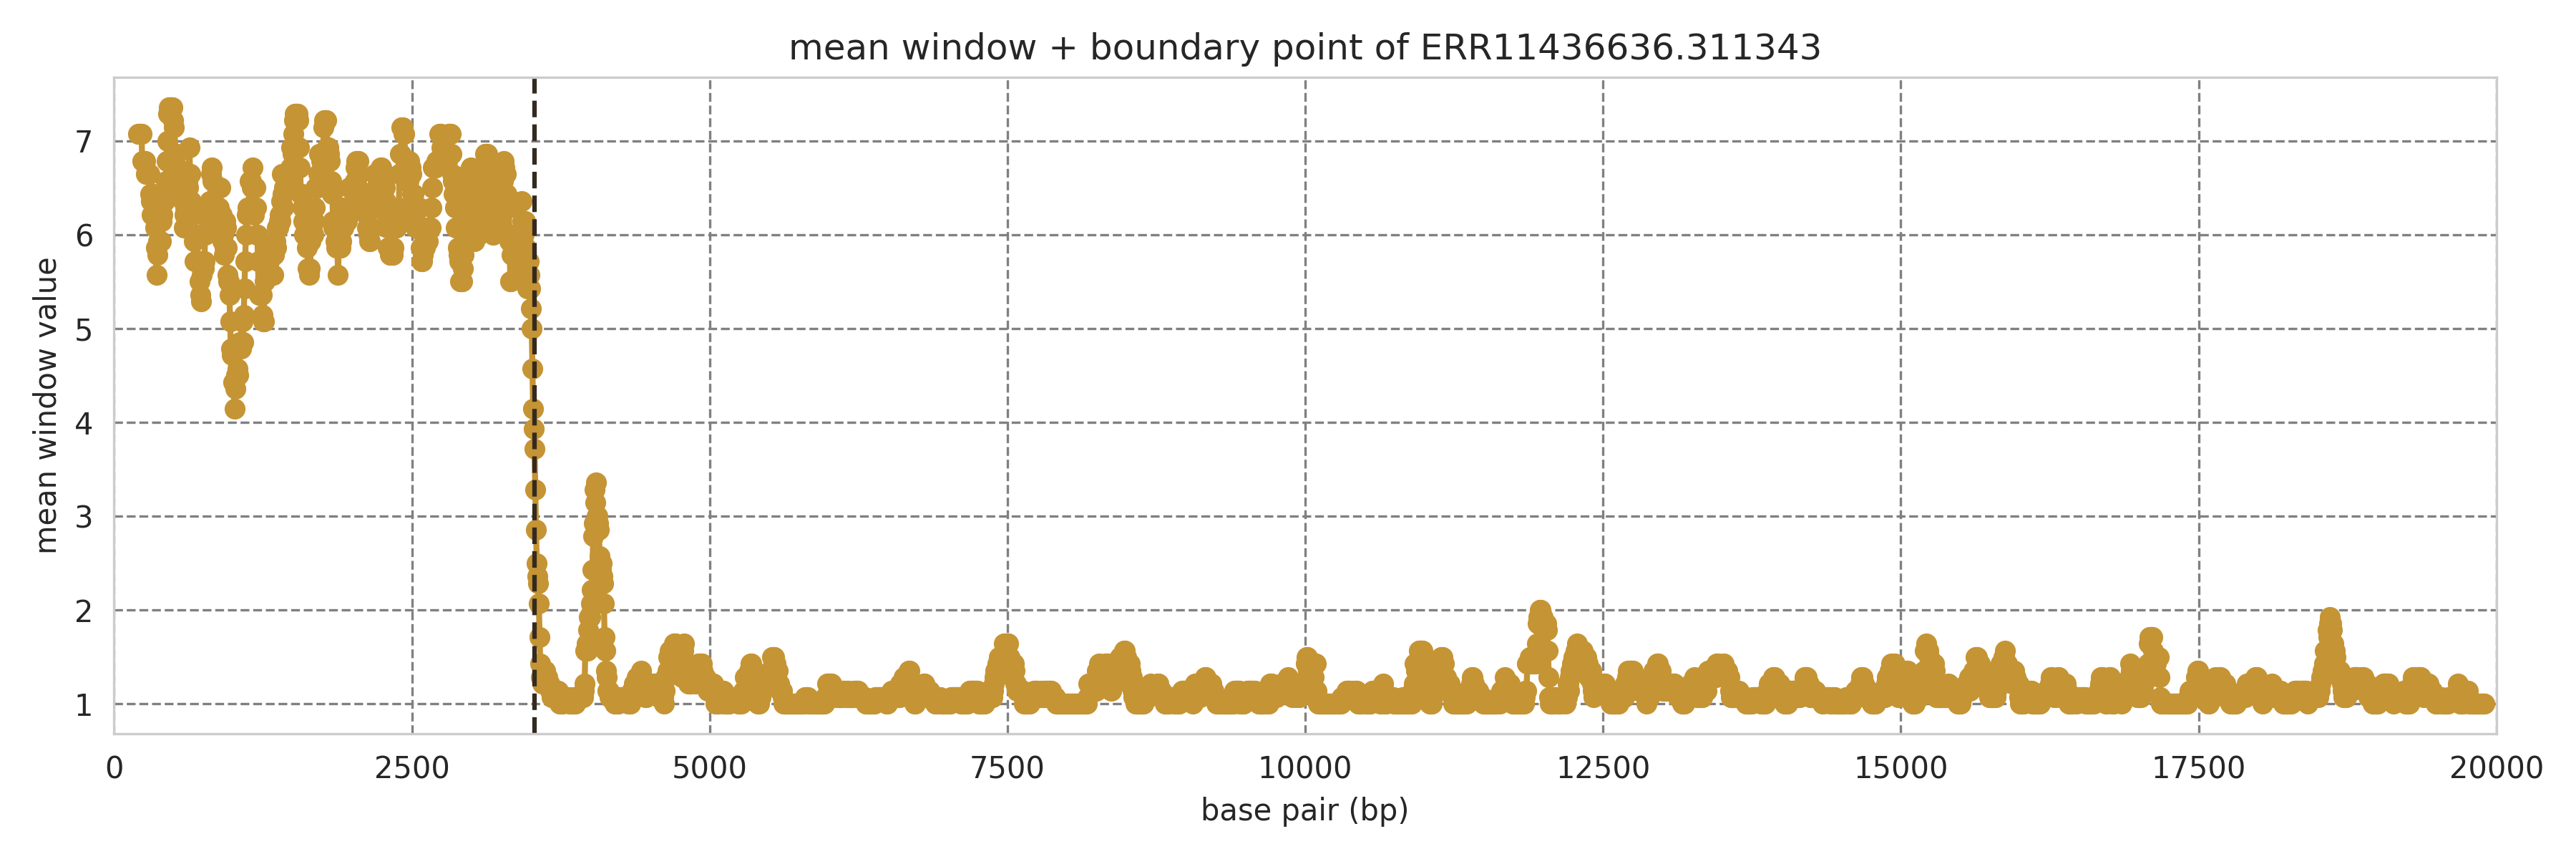 mean window + boundary point of ERR11436636.311343
mean window value
7
6
5
4
3
2
1
0 2500 5000 7500 10000 12500 15000 17500 20000
base pair (bp)